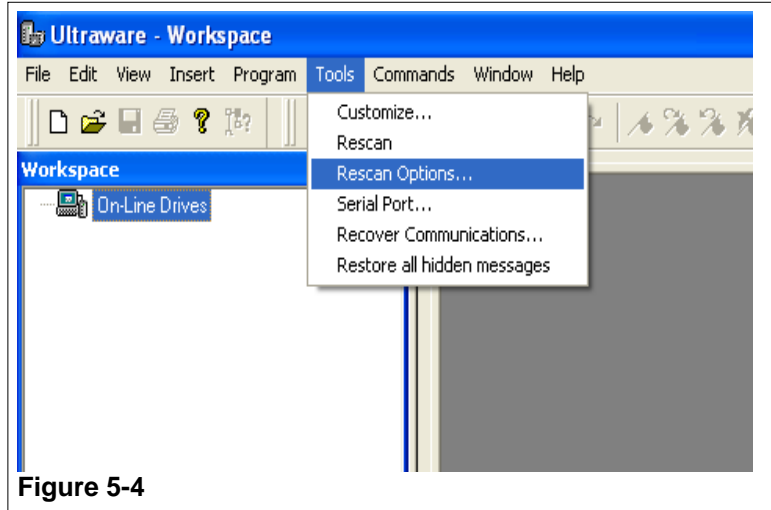 Ultraware - Workspace
File Edit View Insert Program Tools Commands Window Help
Customize...
Rescan
Workspace
Rescan Options...
On-Line Drives
Serial Port...
Recover Communications...
Restore all hidden messages
Figure 5-4